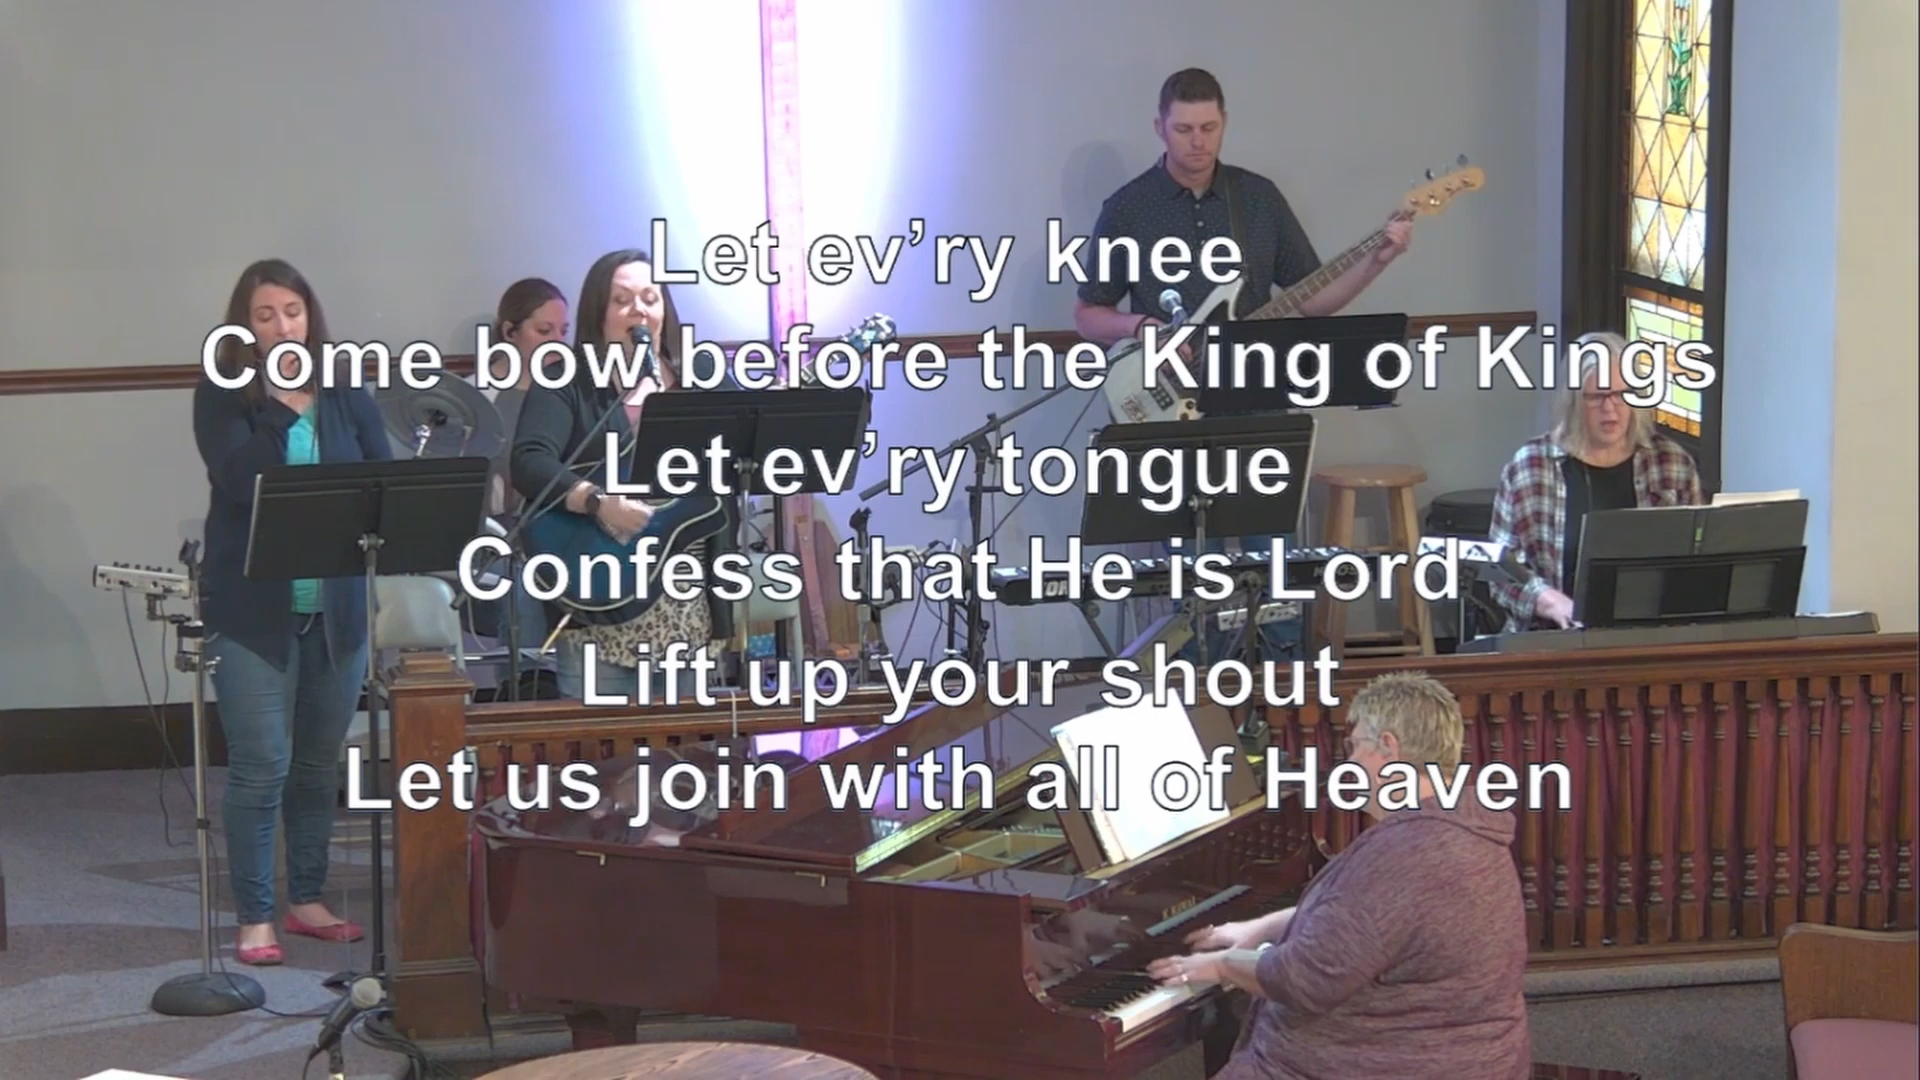 Let ev’ry knee
Come bow before the King of Kings
Let ev’ry tongue
Confess that He is Lord
Lift up your shout
Let us join with all of Heaven
KAWAI